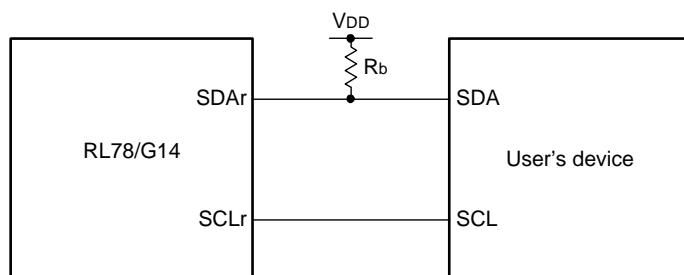 VDD
Rb
SDAr
SDA
RL78/G14
User's device
SCLr
SCL